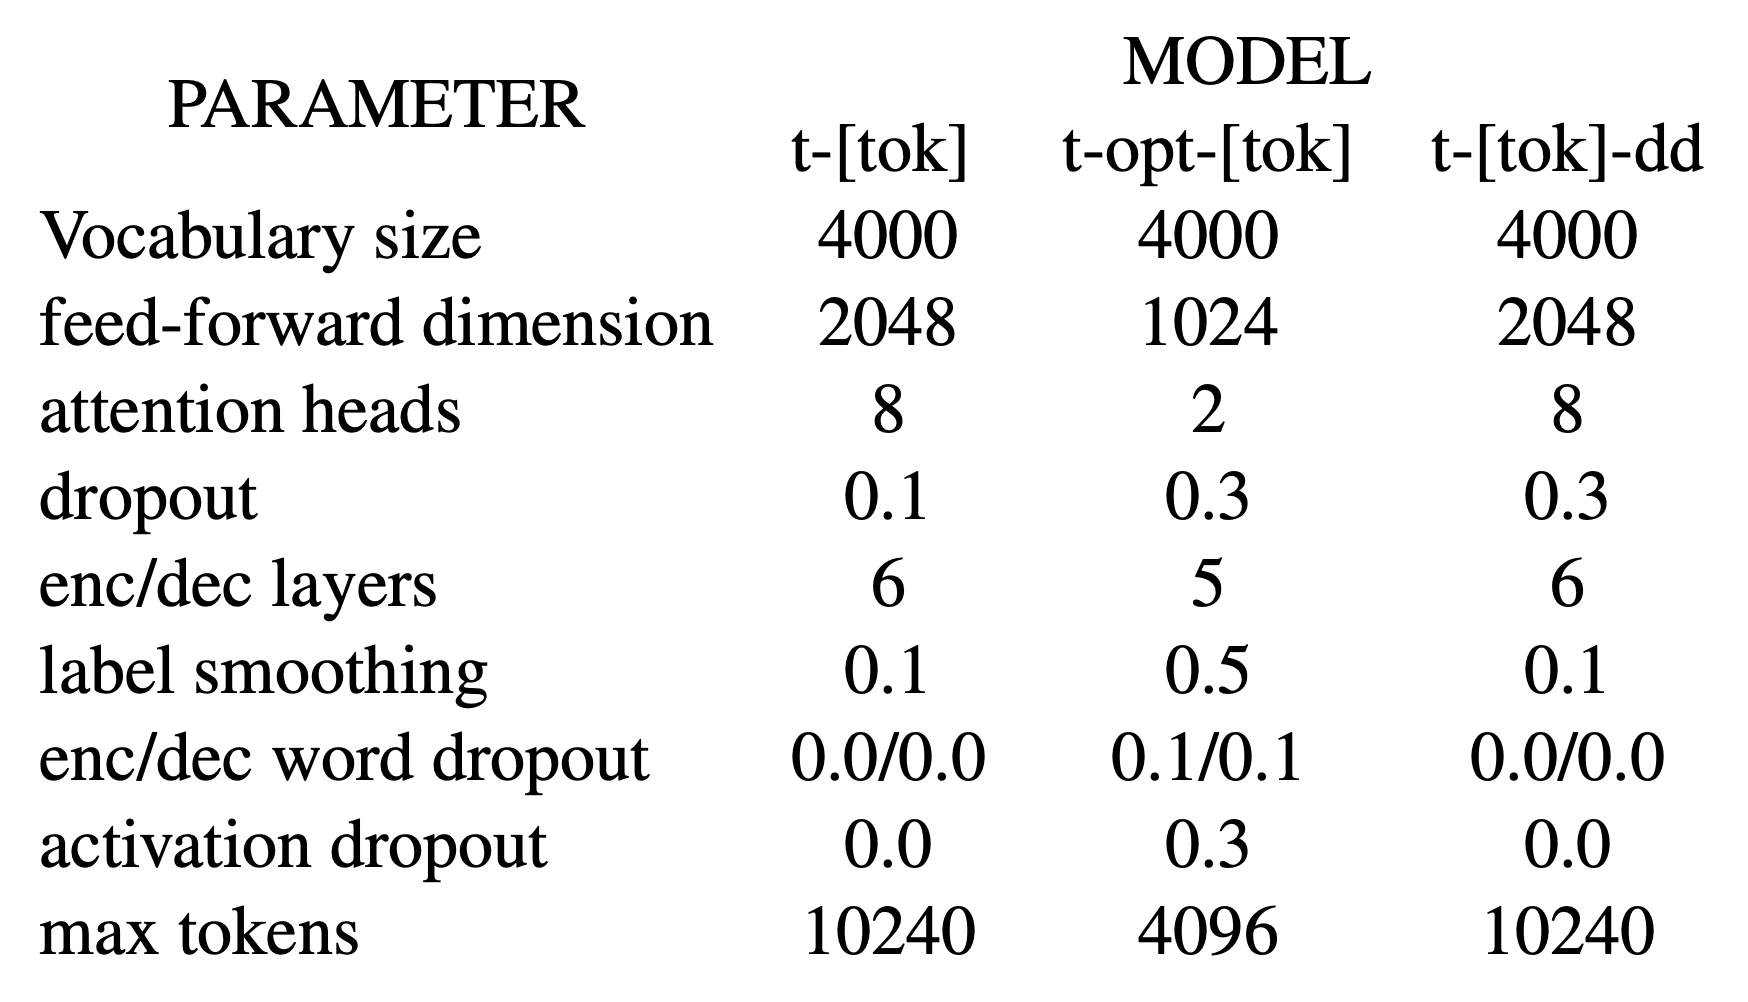 MODEL
PARAMETER
t-[tok] t-opt-[tok] t-[tok]-dd
Vocabulary size 4000 4000 4000
feed-forward dimension 2048 1024 2048
attention heads 8 2 8
dropout 0.1 0.3 0.3
enc/dec layers 6 5 6
label smoothing 0.1 0.5 0.1
enc/dec word dropout 0.0/0.0 0.1/0.1 0.0/0.0
activation dropout 0.0 0.3 0.0
max tokens 10240 4096 10240